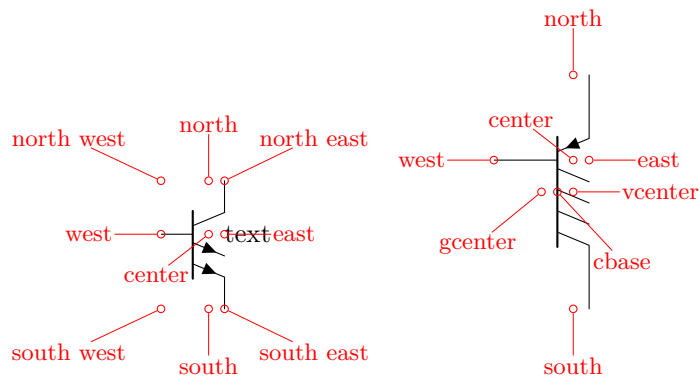 north
north west
north
north east
west
text
east
center
south west
south
south east
center
west
east
vcenter
gcenter
cbase
south